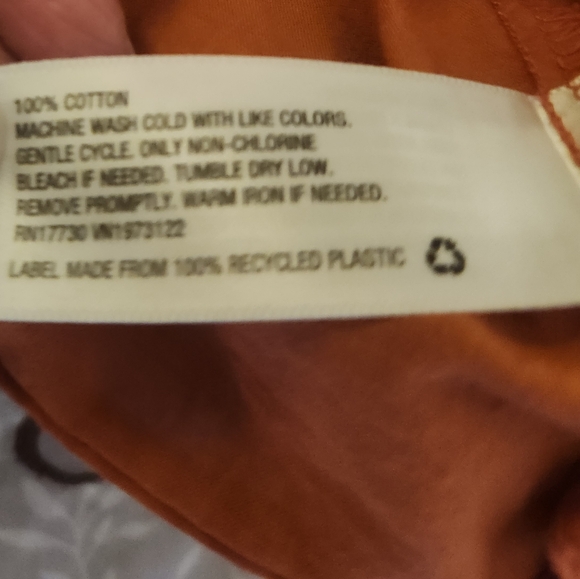 100% COTTON
MACHINE WASH COLD WITH LIKE COLORS.
GENTLE CYCLE. ONLY NON-CHLORINE
BLEACH IF NEEDED. TUMBLE DRY LOW.
REMOVE PROMPTLY. WARM IRON IF NEEDED.
RN17730 VN1973122
LABEL MADE FROM 100% RECYCLED PLASTIC